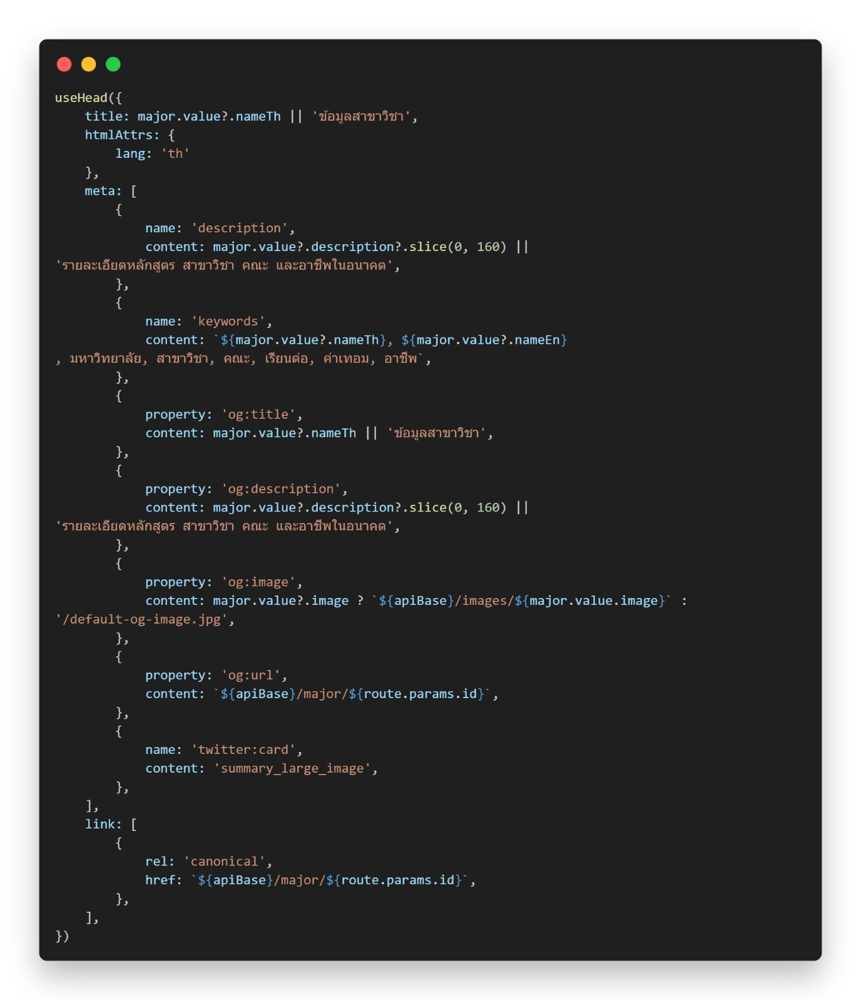 useHead({
    title: major.value?.nameTh || 'ข้อมูลสาขาวิชา',
    htmlAttrs: {
        lang: 'th'
    },
    meta: [
        {
            name: 'description',
            content: major.value?.description?.slice(0, 160) ||
'รายละเอียดหลักสูตร สาขาวิชา คณะ และอาชีพในอนาคต',
        },
        {
            name: 'keywords',
            content: `${major.value?.nameTh}, ${major.value?.nameEn}
, มหาวิทยาลัย, สาขาวิชา, คณะ, เรียนต่อ, ค่าเทอม, อาชีพ`,
        },
        {
            property: 'og:title',
            content: major.value?.nameTh || 'ข้อมูลสาขาวิชา',
        },
        {
            property: 'og:description',
            content: major.value?.description?.slice(0, 160) ||
'รายละเอียดหลักสูตร สาขาวิชา คณะ และอาชีพในอนาคต',
        },
        {
            property: 'og:image',
            content: major.value?.image ? `${apiBase}/images/${major.value.image}` :
'/default-og-image.jpg',
        },
        {
            property: 'og:url',
            content: `${apiBase}/major/${route.params.id}`,
        },
        {
            name: 'twitter:card',
            content: 'summary_large_image',
        },
    ],
    link: [
        {
            rel: 'canonical',
            href: `${apiBase}/major/${route.params.id}`,
        },
    ],
})